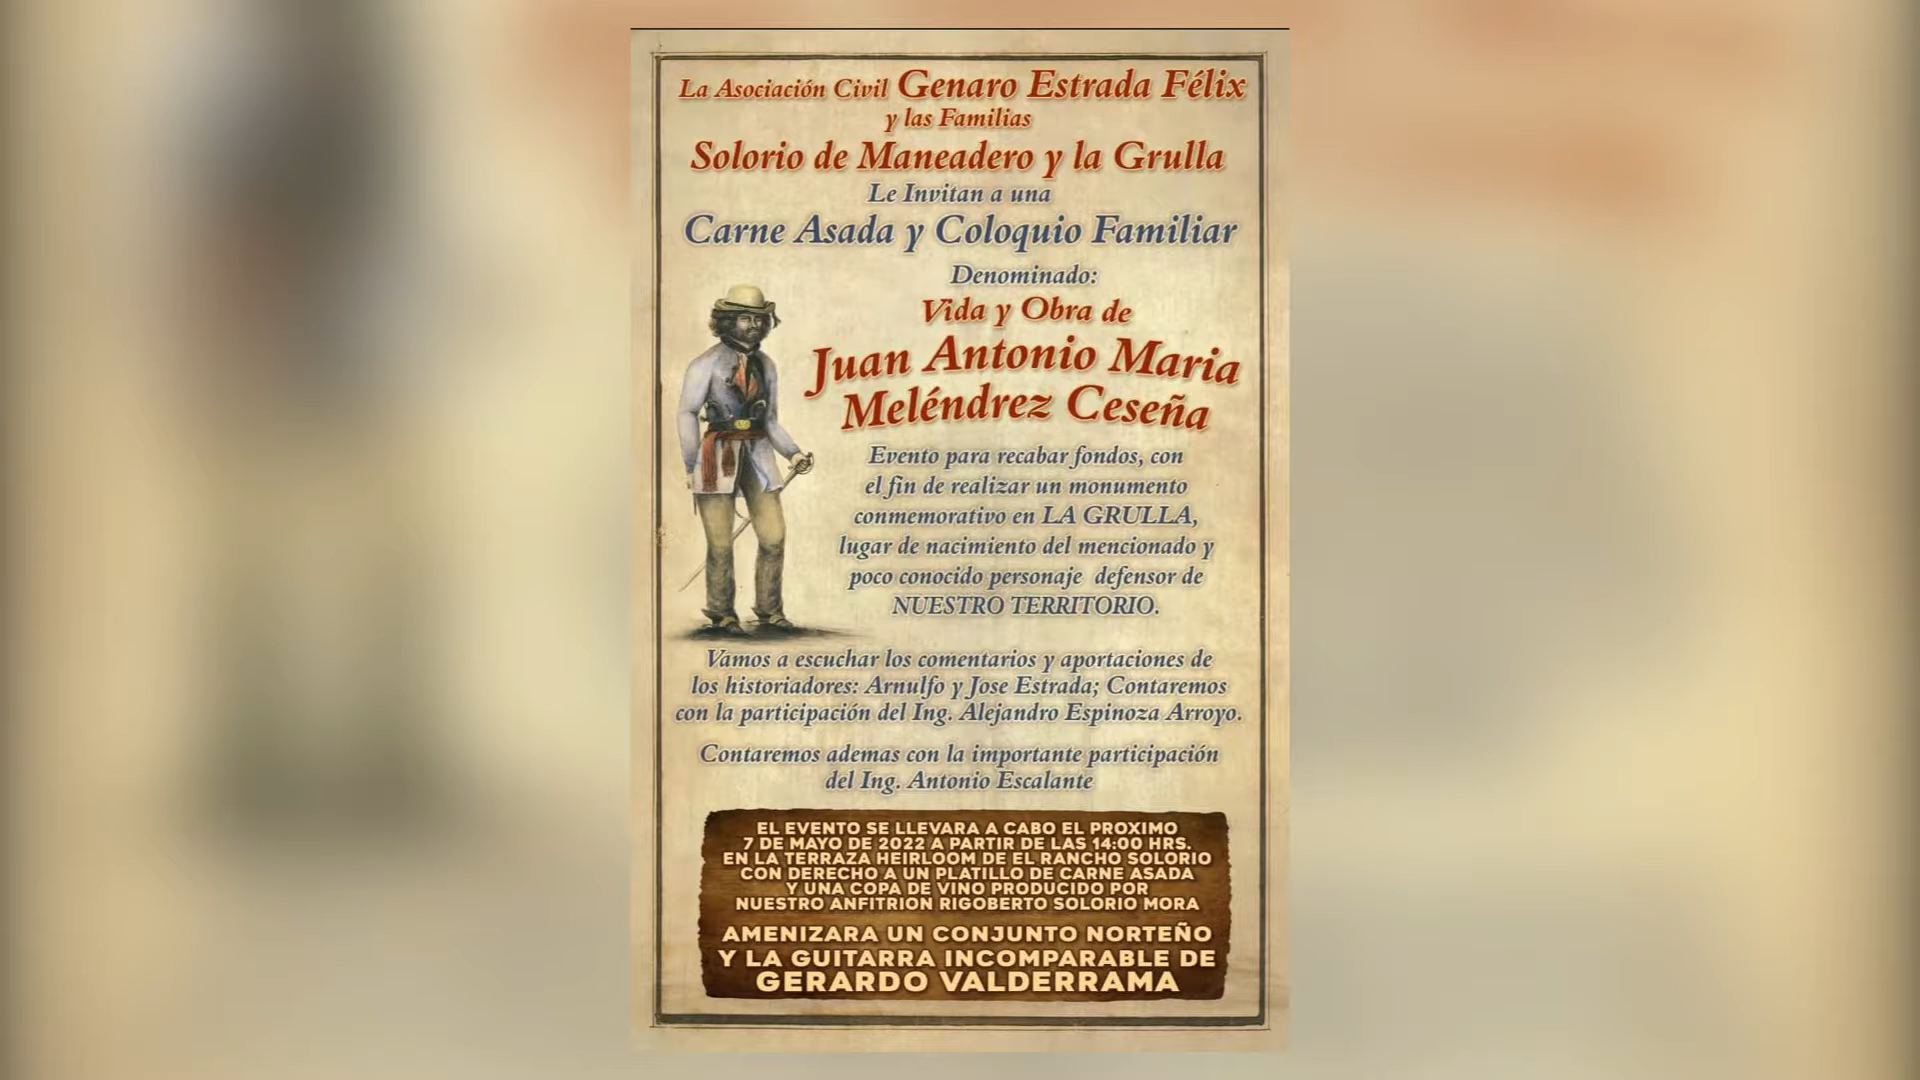 La Asociación Civil Genaro Estrada Félix
y las Familias
Solorio de Maneadero y la Grulla
Le Invitan a una
Carne Asada y Coloquio Familiar
Denominado:
Vida y Obra de
Juan Antonio Maria
Meléndrez Ceseña
Evento para recabar fondos, con
el fin de realizar un monumento
conmemorativo en LA GRULLA,
lugar de nacimiento del mencionado y
poco conocido personaje defensor de
NUESTRO TERRITORIO.
Vamos a escuchar los comentarios y aportaciones de
los historiadores: Arnulfo y Jose Estrada; Contaremos
con la participación del Ing. Alejandro Espinoza Arroyo.
Contaremos ademas con la importante participación
del Ing. Antonio Escalante
EL EVENTO SE LLEVARA A CABO EL PROXIMO
7 DE MAYO DE 2022 A PARTIR DE LAS 14:00 HRS.
EN LA TERRAZA HEIRLOOM DE EL RANCHO SOLORIO
CON DERECHO A UN PLATILLO DE CARNE ASADA
Y UNA COPA DE VINO PRODUCIDO POR
NUESTRO ANFITRION RIGOBERTO SOLORIO MORA
AMENIZARA UN CONJUNTO NORTEÑO
Y LA GUITARRA INCOMPARABLE DE
GERARDO VALDERRAMA